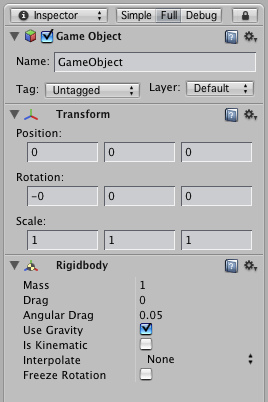 Inspector Simple Full Debug
Game Object
Name: GameObject
Tag: Untagged Layer: Default
Transform
Position:
0 0 0
Rotation:
-0 0 0
Scale:
1 1 1
Rigidbody
Mass 1
Drag 0
Angular Drag 0.05
Use Gravity
Is Kinematic
Interpolate None
Freeze Rotation